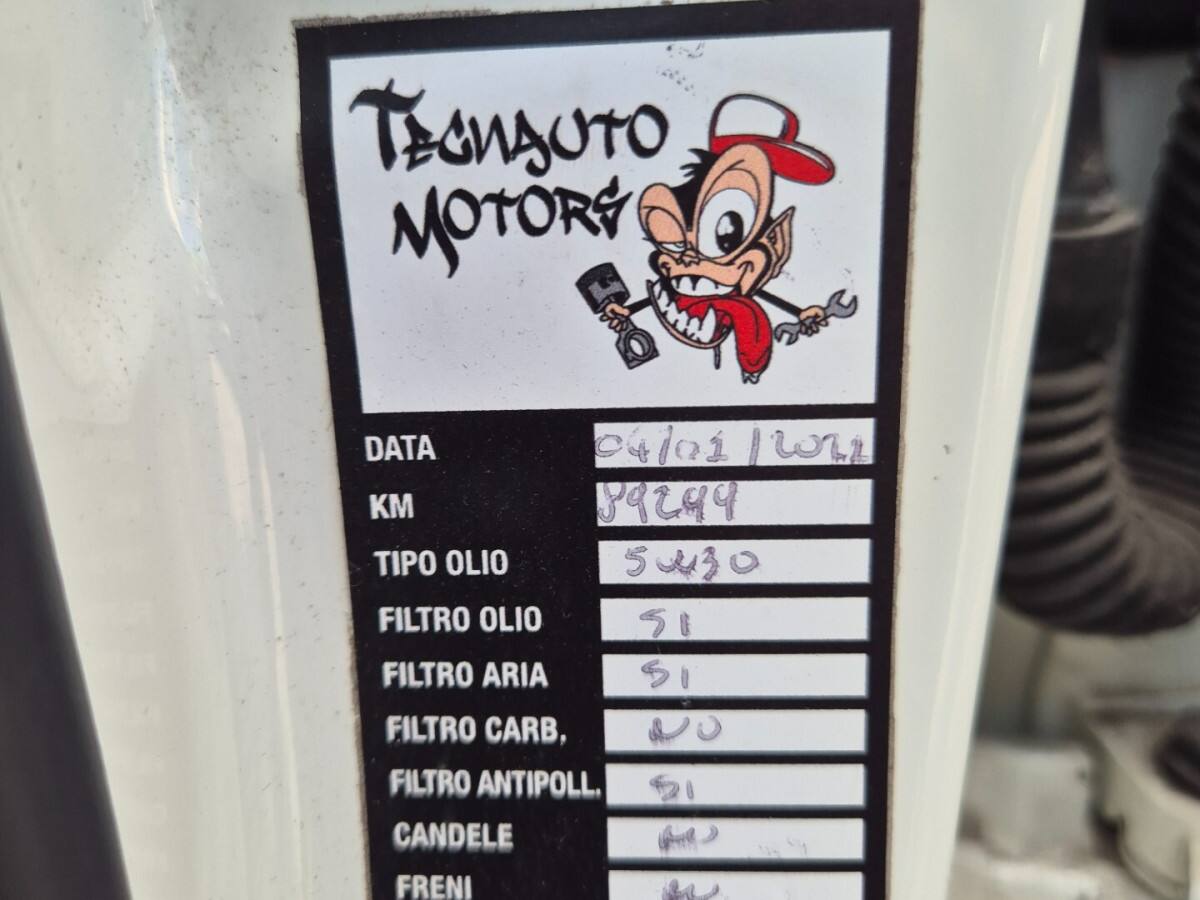 TECNAUTO
MOTORS
DATA 04/01/2022
KM 89299
TIPO OLIO 5W30
FILTRO OLIO SI
FILTRO ARIA SI
FILTRO CARB. NO
FILTRO ANTIPOLL. SI
CANDELE NO
FRENI